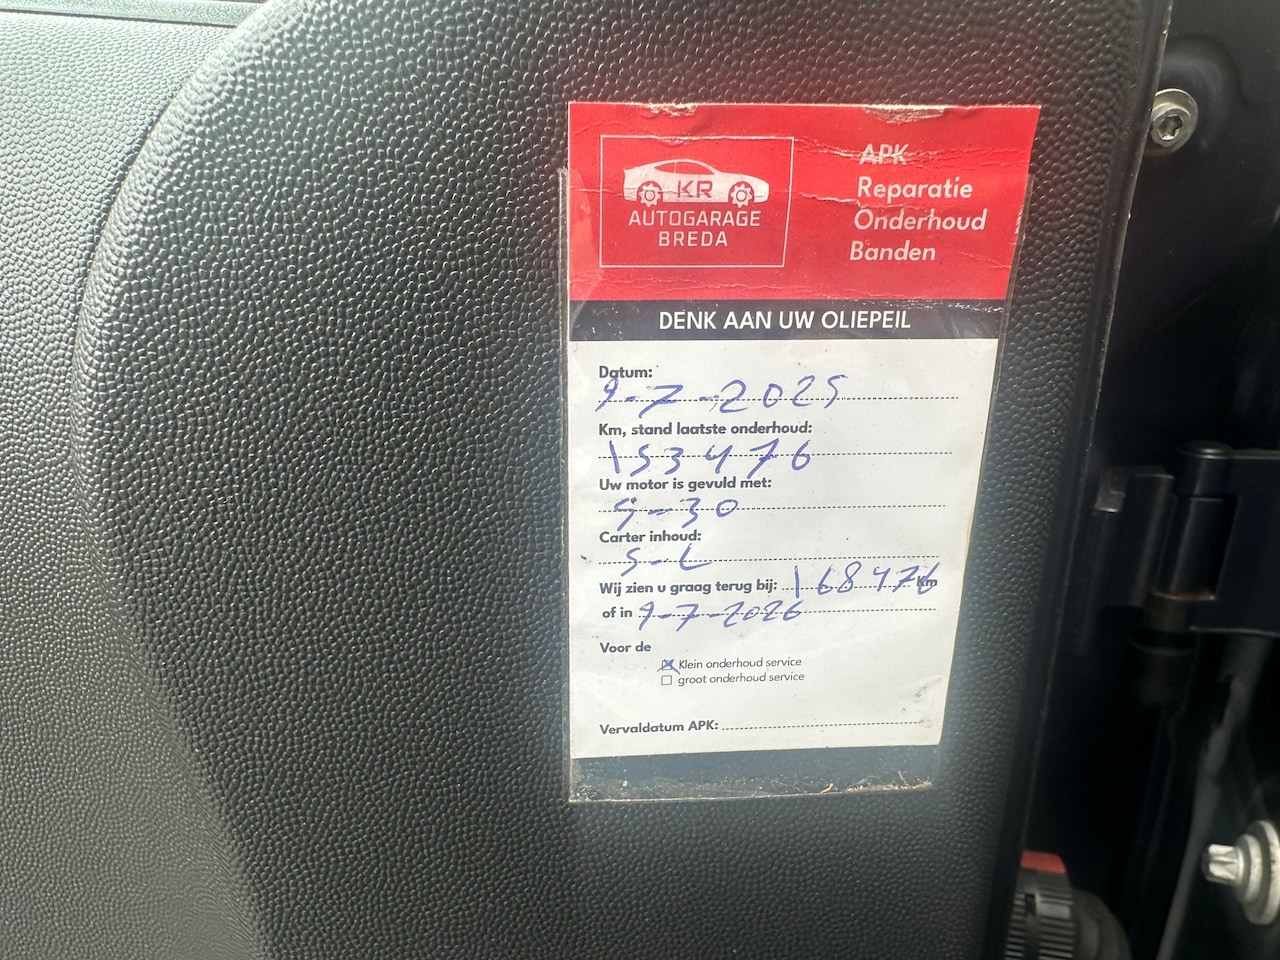 KR
AUTOGARAGE
BREDA
APK
Reparatie
Onderhoud
Banden
DENK AAN UW OLIEPEIL
Datum:
9-7-2025
Km, stand laatste onderhoud:
153476
Uw motor is gevuld met:
5-30
Carter inhoud:
5-L
Wij zien u graag terug bij: 168476 Km
of in 9-7-2026
Voor de
Klein onderhoud service
groot onderhoud service
Vervaldatum APK: